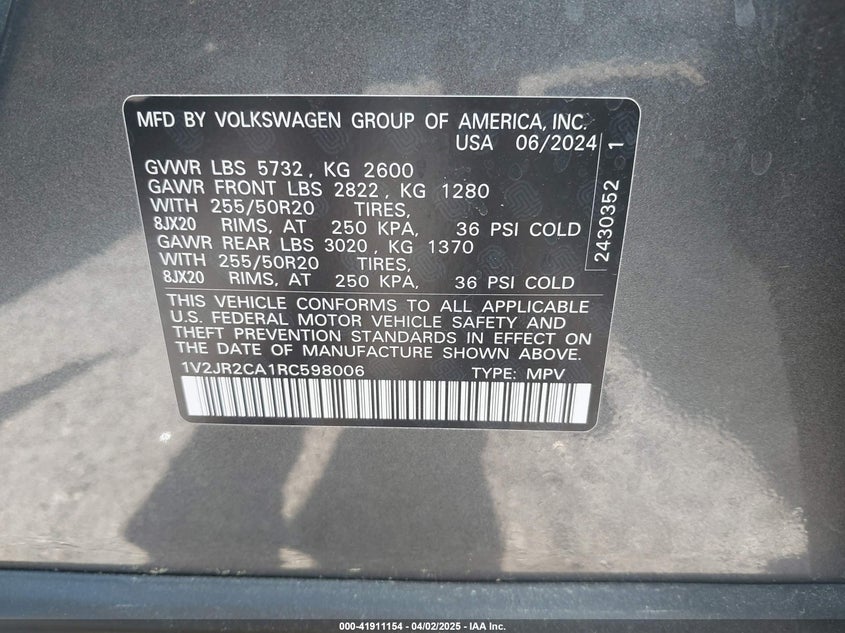 MFD BY VOLKSWAGEN GROUP OF AMERICA, INC.
USA 06/2024
GVWR LBS 5732, KG 2600
GAWR FRONT LBS 2822, KG 1280
WITH 255/50R20 TIRES,
8JX20 RIMS, AT 250 KPA, 36 PSI COLD
GAWR REAR LBS 3020, KG 1370
WITH 255/50R20 TIRES,
8JX20 RIMS, AT 250 KPA, 36 PSI COLD
2430352 1
THIS VEHICLE CONFORMS TO ALL APPLICABLE
U.S. FEDERAL MOTOR VEHICLE SAFETY AND
THEFT PREVENTION STANDARDS IN EFFECT ON
THE DATE OF MANUFACTURE SHOWN ABOVE.
1V2JR2CA1RC598006 TYPE: MPV
000-41911154 - 04/02/2025 - IAA Inc.